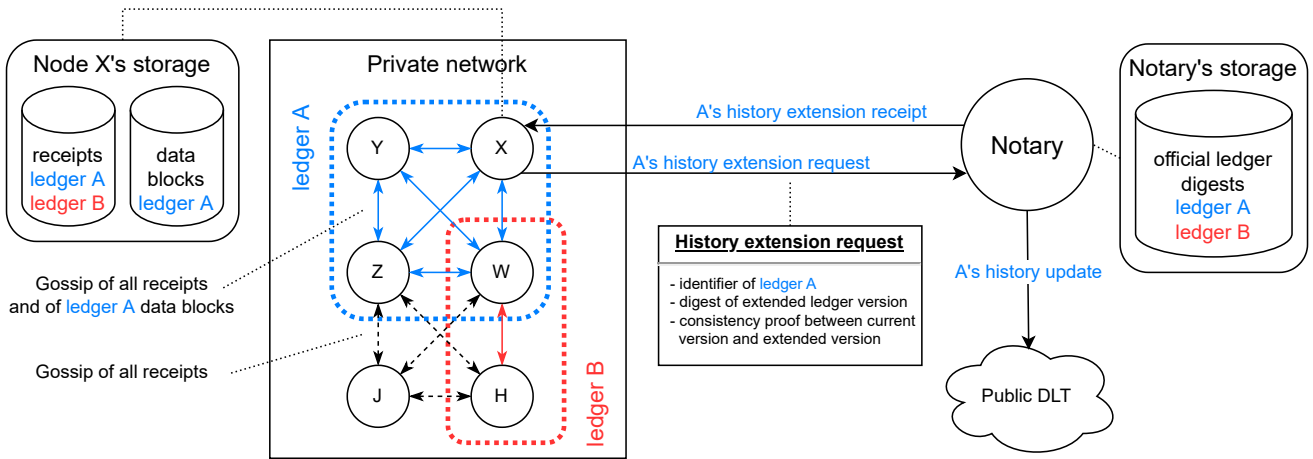 Node X's storage
receipts
ledger A
ledger B
data
blocks
ledger A
Gossip of all receipts
and of ledger A data blocks
Gossip of all receipts
Private network
ledger A
Y
X
Z
W
J
H
ledger B
A's history extension receipt
A's history extension request
History extension request
- identifier of ledger A
- digest of extended ledger version
- consistency proof between current
version and extended version
Notary
A's history update
Public DLT
Notary's storage
official ledger
digests
ledger A
ledger B